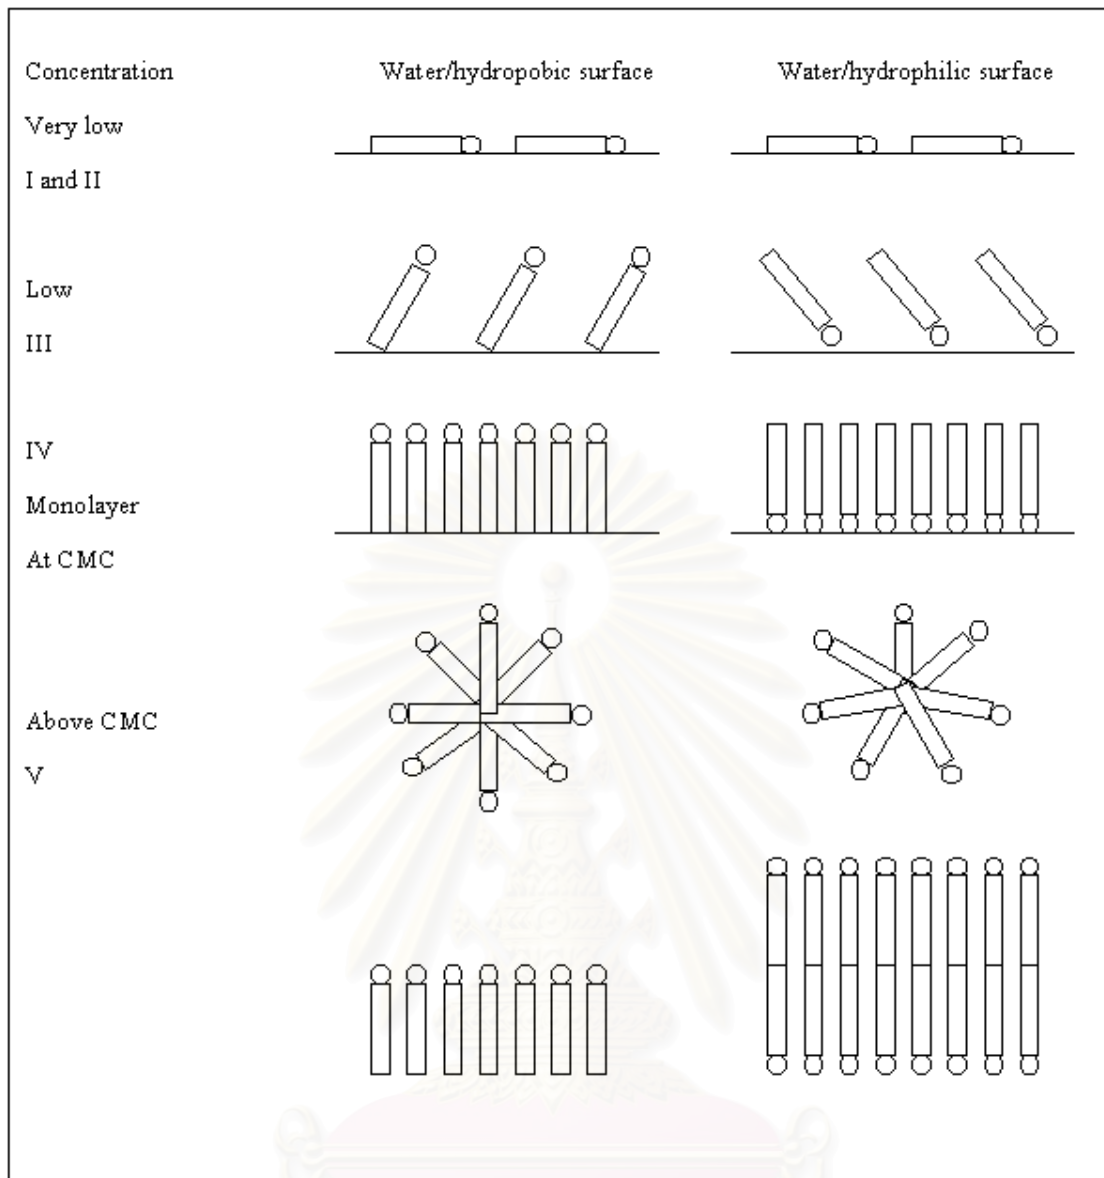 Concentration Water/hydropobic surface Water/hydrophilic surface
Very low
I and II
Low
III
IV
Monolayer
At CMC
Above CMC
V